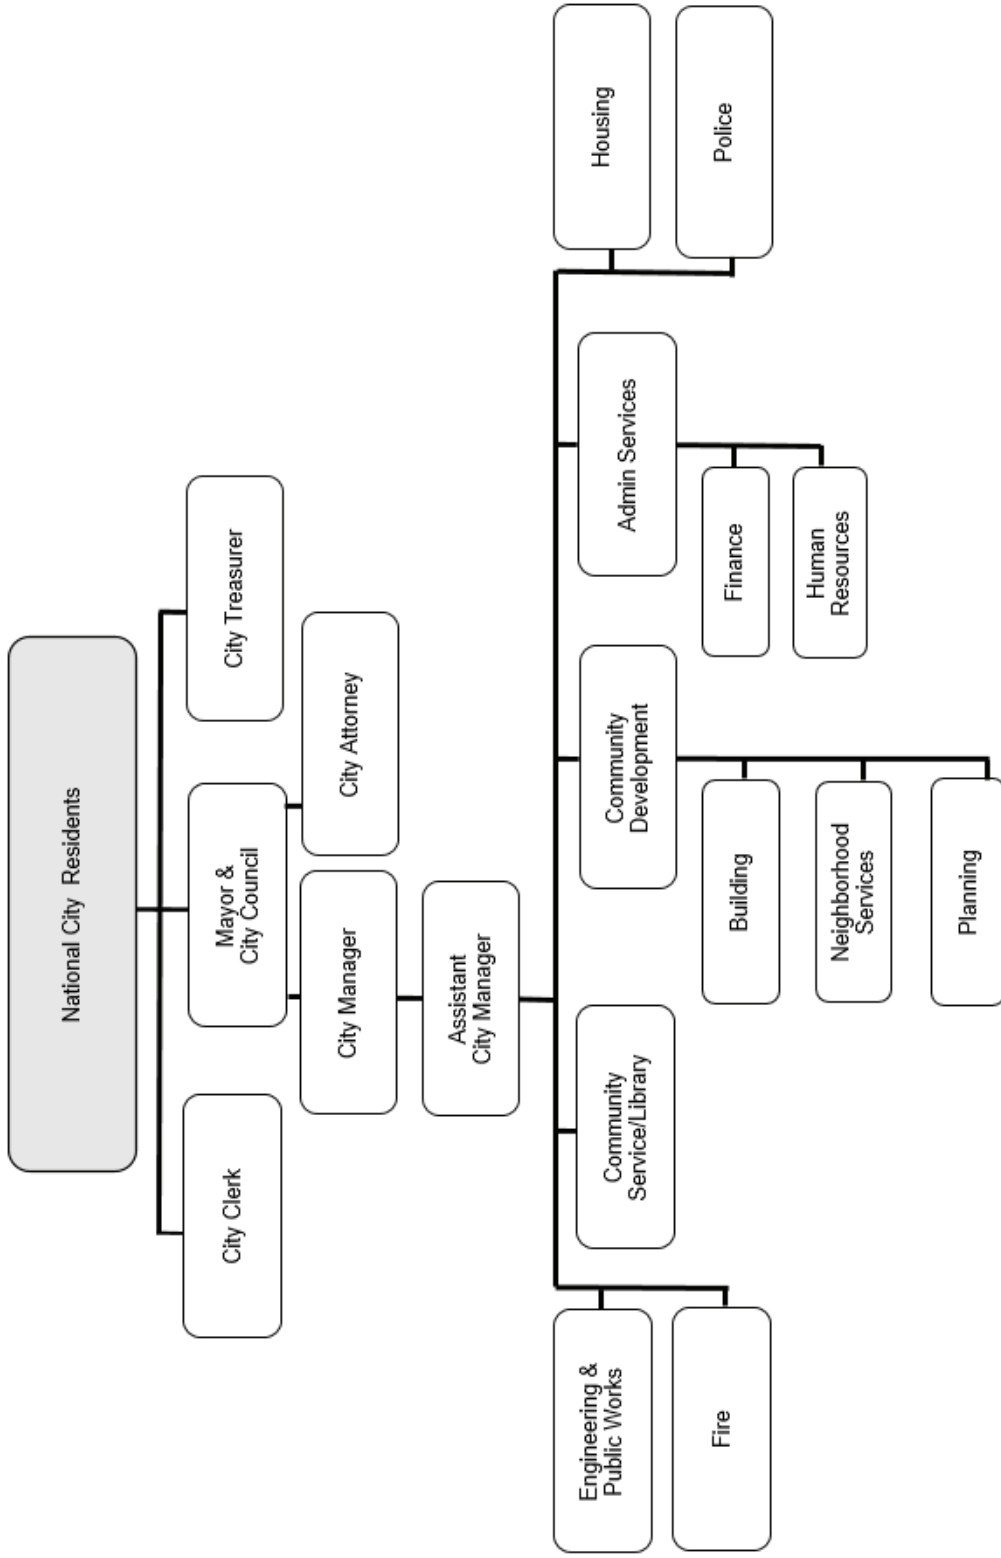 National City Residents
City Clerk
Mayor &
City Council
City Treasurer
City Manager
City Attorney
Assistant
City Manager
Engineering &
Public Works
Fire
Community
Service/Library
Community
Development
Building
Neighborhood
Services
Planning
Admin Services
Finance
Human
Resources
Housing
Police